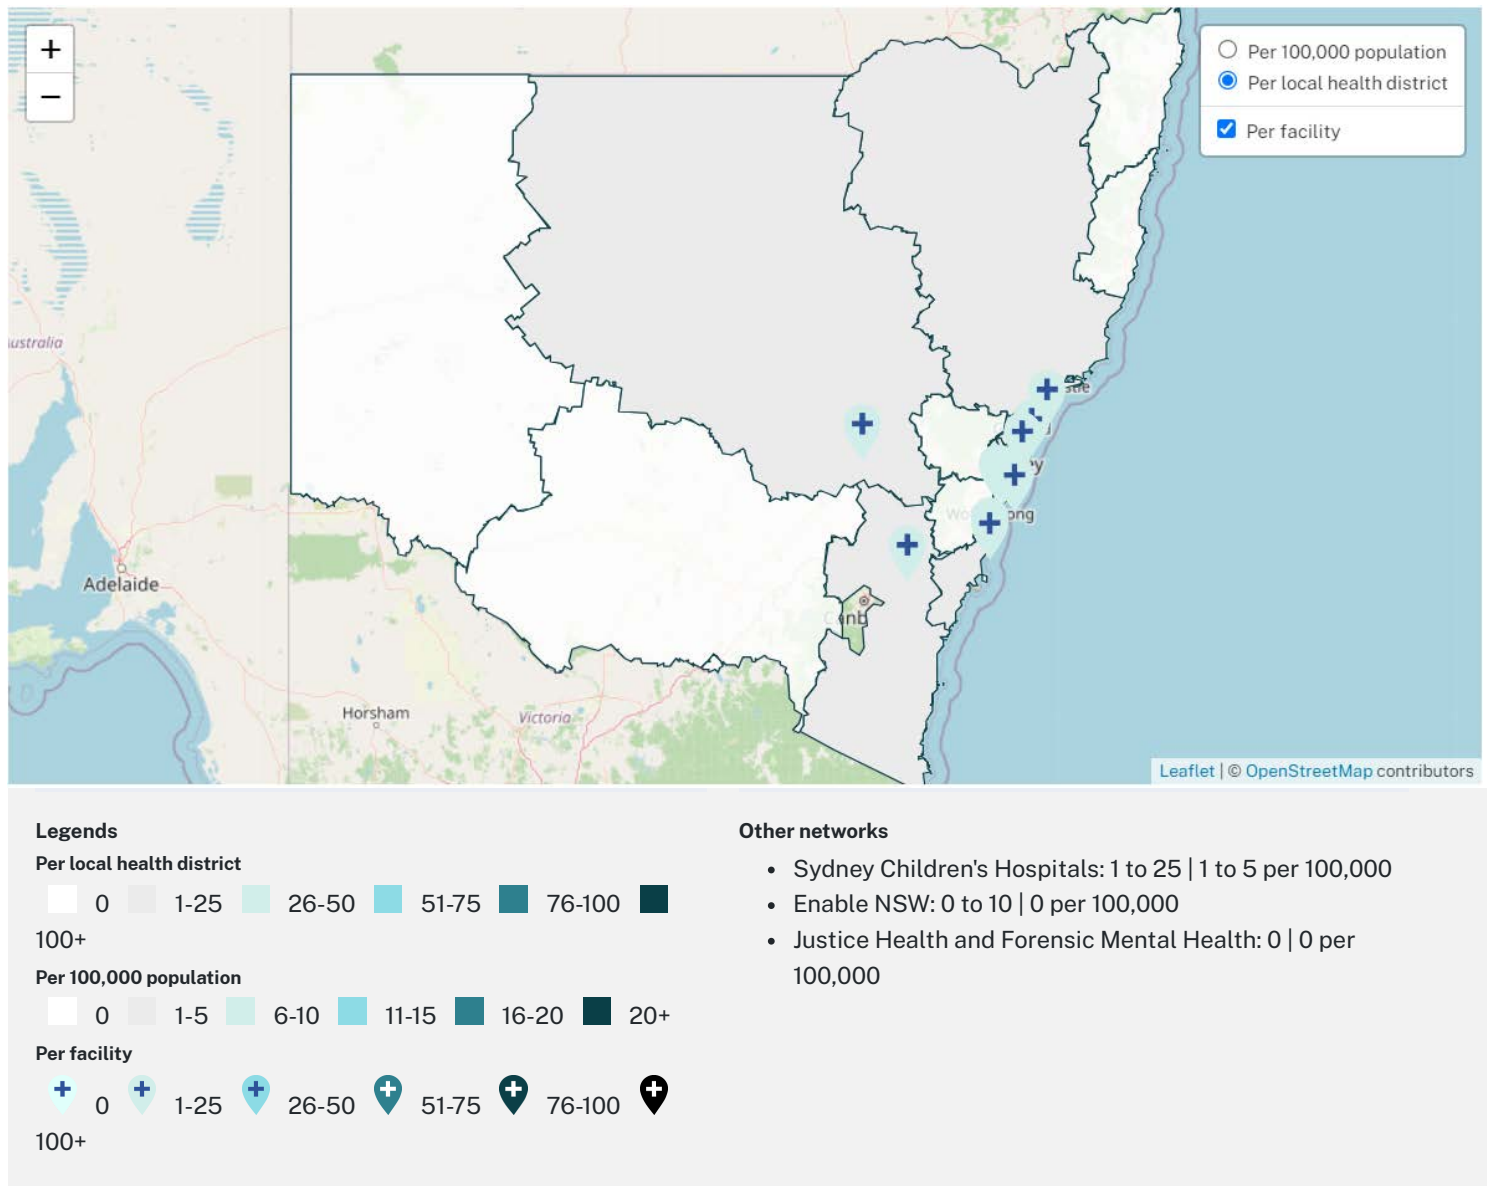 +
−
Per 100,000 population
Per local health district
Per facility
ustralia
Adelaide
Horsham
Victoria
Leaflet | © OpenStreetMap contributors
Legends
Per local health district
0 1-25 26-50 51-75 76-100
100+
Per 100,000 population
0 1-5 6-10 11-15 16-20 20+
Per facility
0 1-25 26-50 51-75 76-100
100+
Other networks
• Sydney Children's Hospitals: 1 to 25 | 1 to 5 per 100,000
• Enable NSW: 0 to 10 | 0 per 100,000
• Justice Health and Forensic Mental Health: 0 | 0 per
100,000